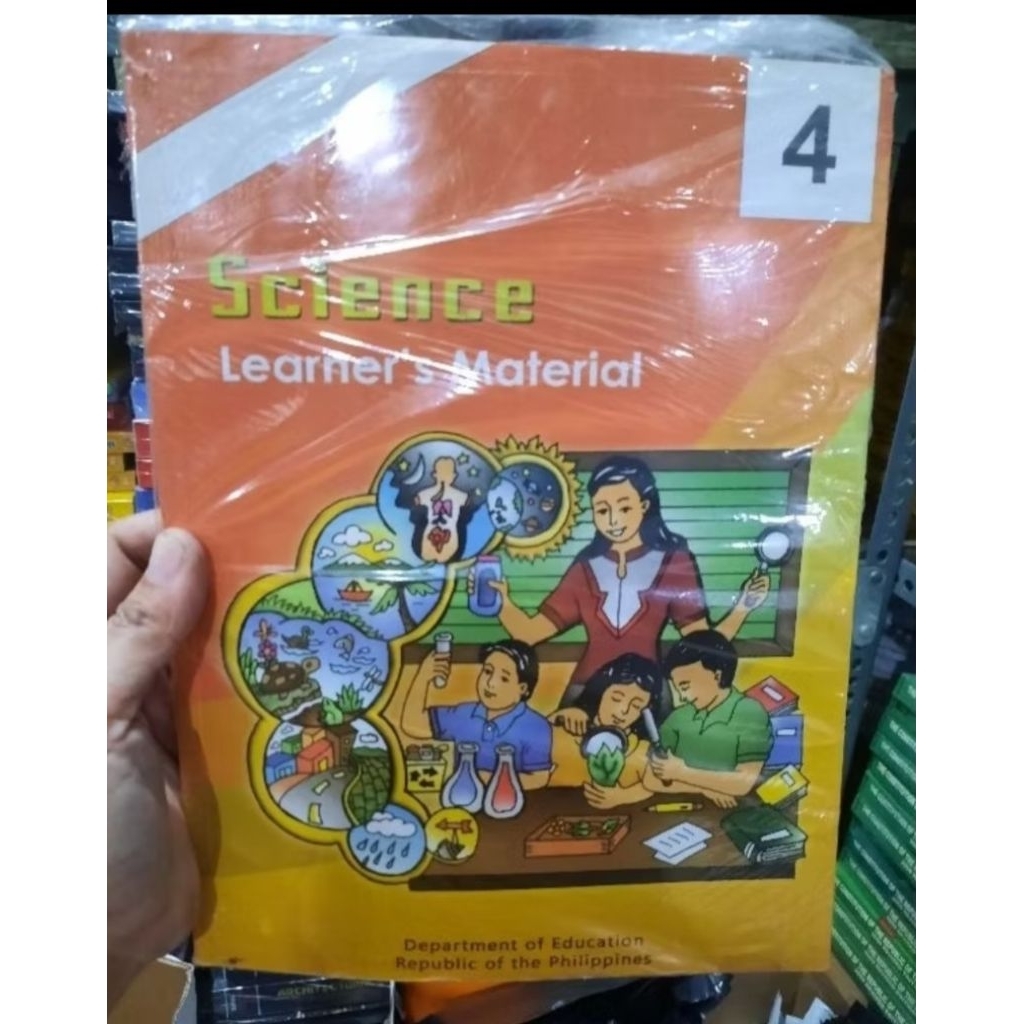 4
Science
Learner's Material
Department of Education
Republic of the Philippines